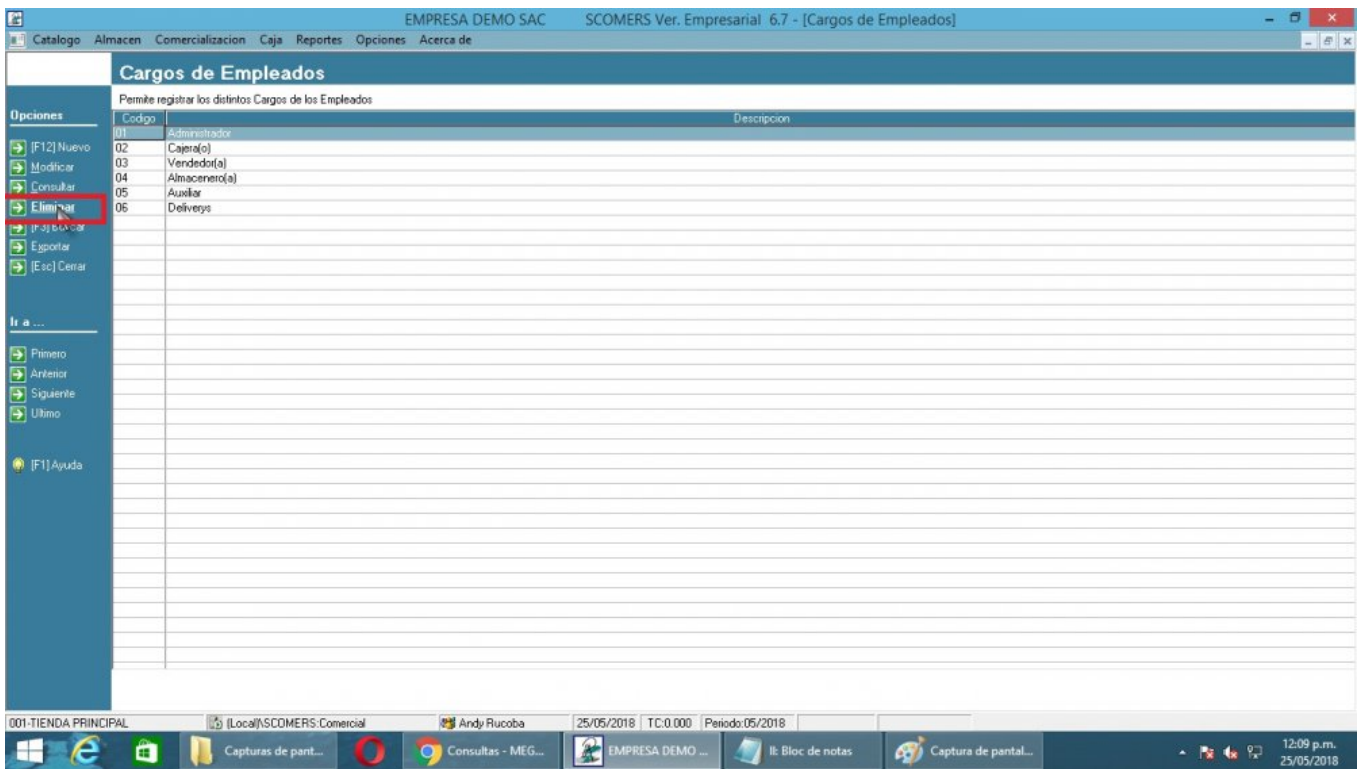 EMPRESA DEMO SAC SCOMERS Ver. Empresarial 6.7 - [Cargos de Empleados]
Catalogo Almacen Comercializacion Caja Reportes Opciones Acerca de
Cargos de Empleados
Permite registrar los distintos Cargos de los Empleados
Opciones
[F12] Nuevo
Modificar
Consultar
Eliminar
[F3] Buscar
Exportar
[Esc] Cerrar
Ir a ...
Primero
Anterior
Siguiente
Ultimo
[F1] Ayuda
Codigo Descripcion
01 Administrador
02 Cajera(o)
03 Vendedor(a)
04 Almacenero(a)
05 Auxiliar
06 Deliverys
001-TIENDA PRINCIPAL (Local)\SCOMERS:Comercial Andy Rucoba 25/05/2018 TC:0.000 Periodo:05/2018
Capturas de pant... Consultas - MEG... EMPRESA DEMO ... II: Bloc de notas Captura de pantal... 12:09 p.m.
25/05/2018